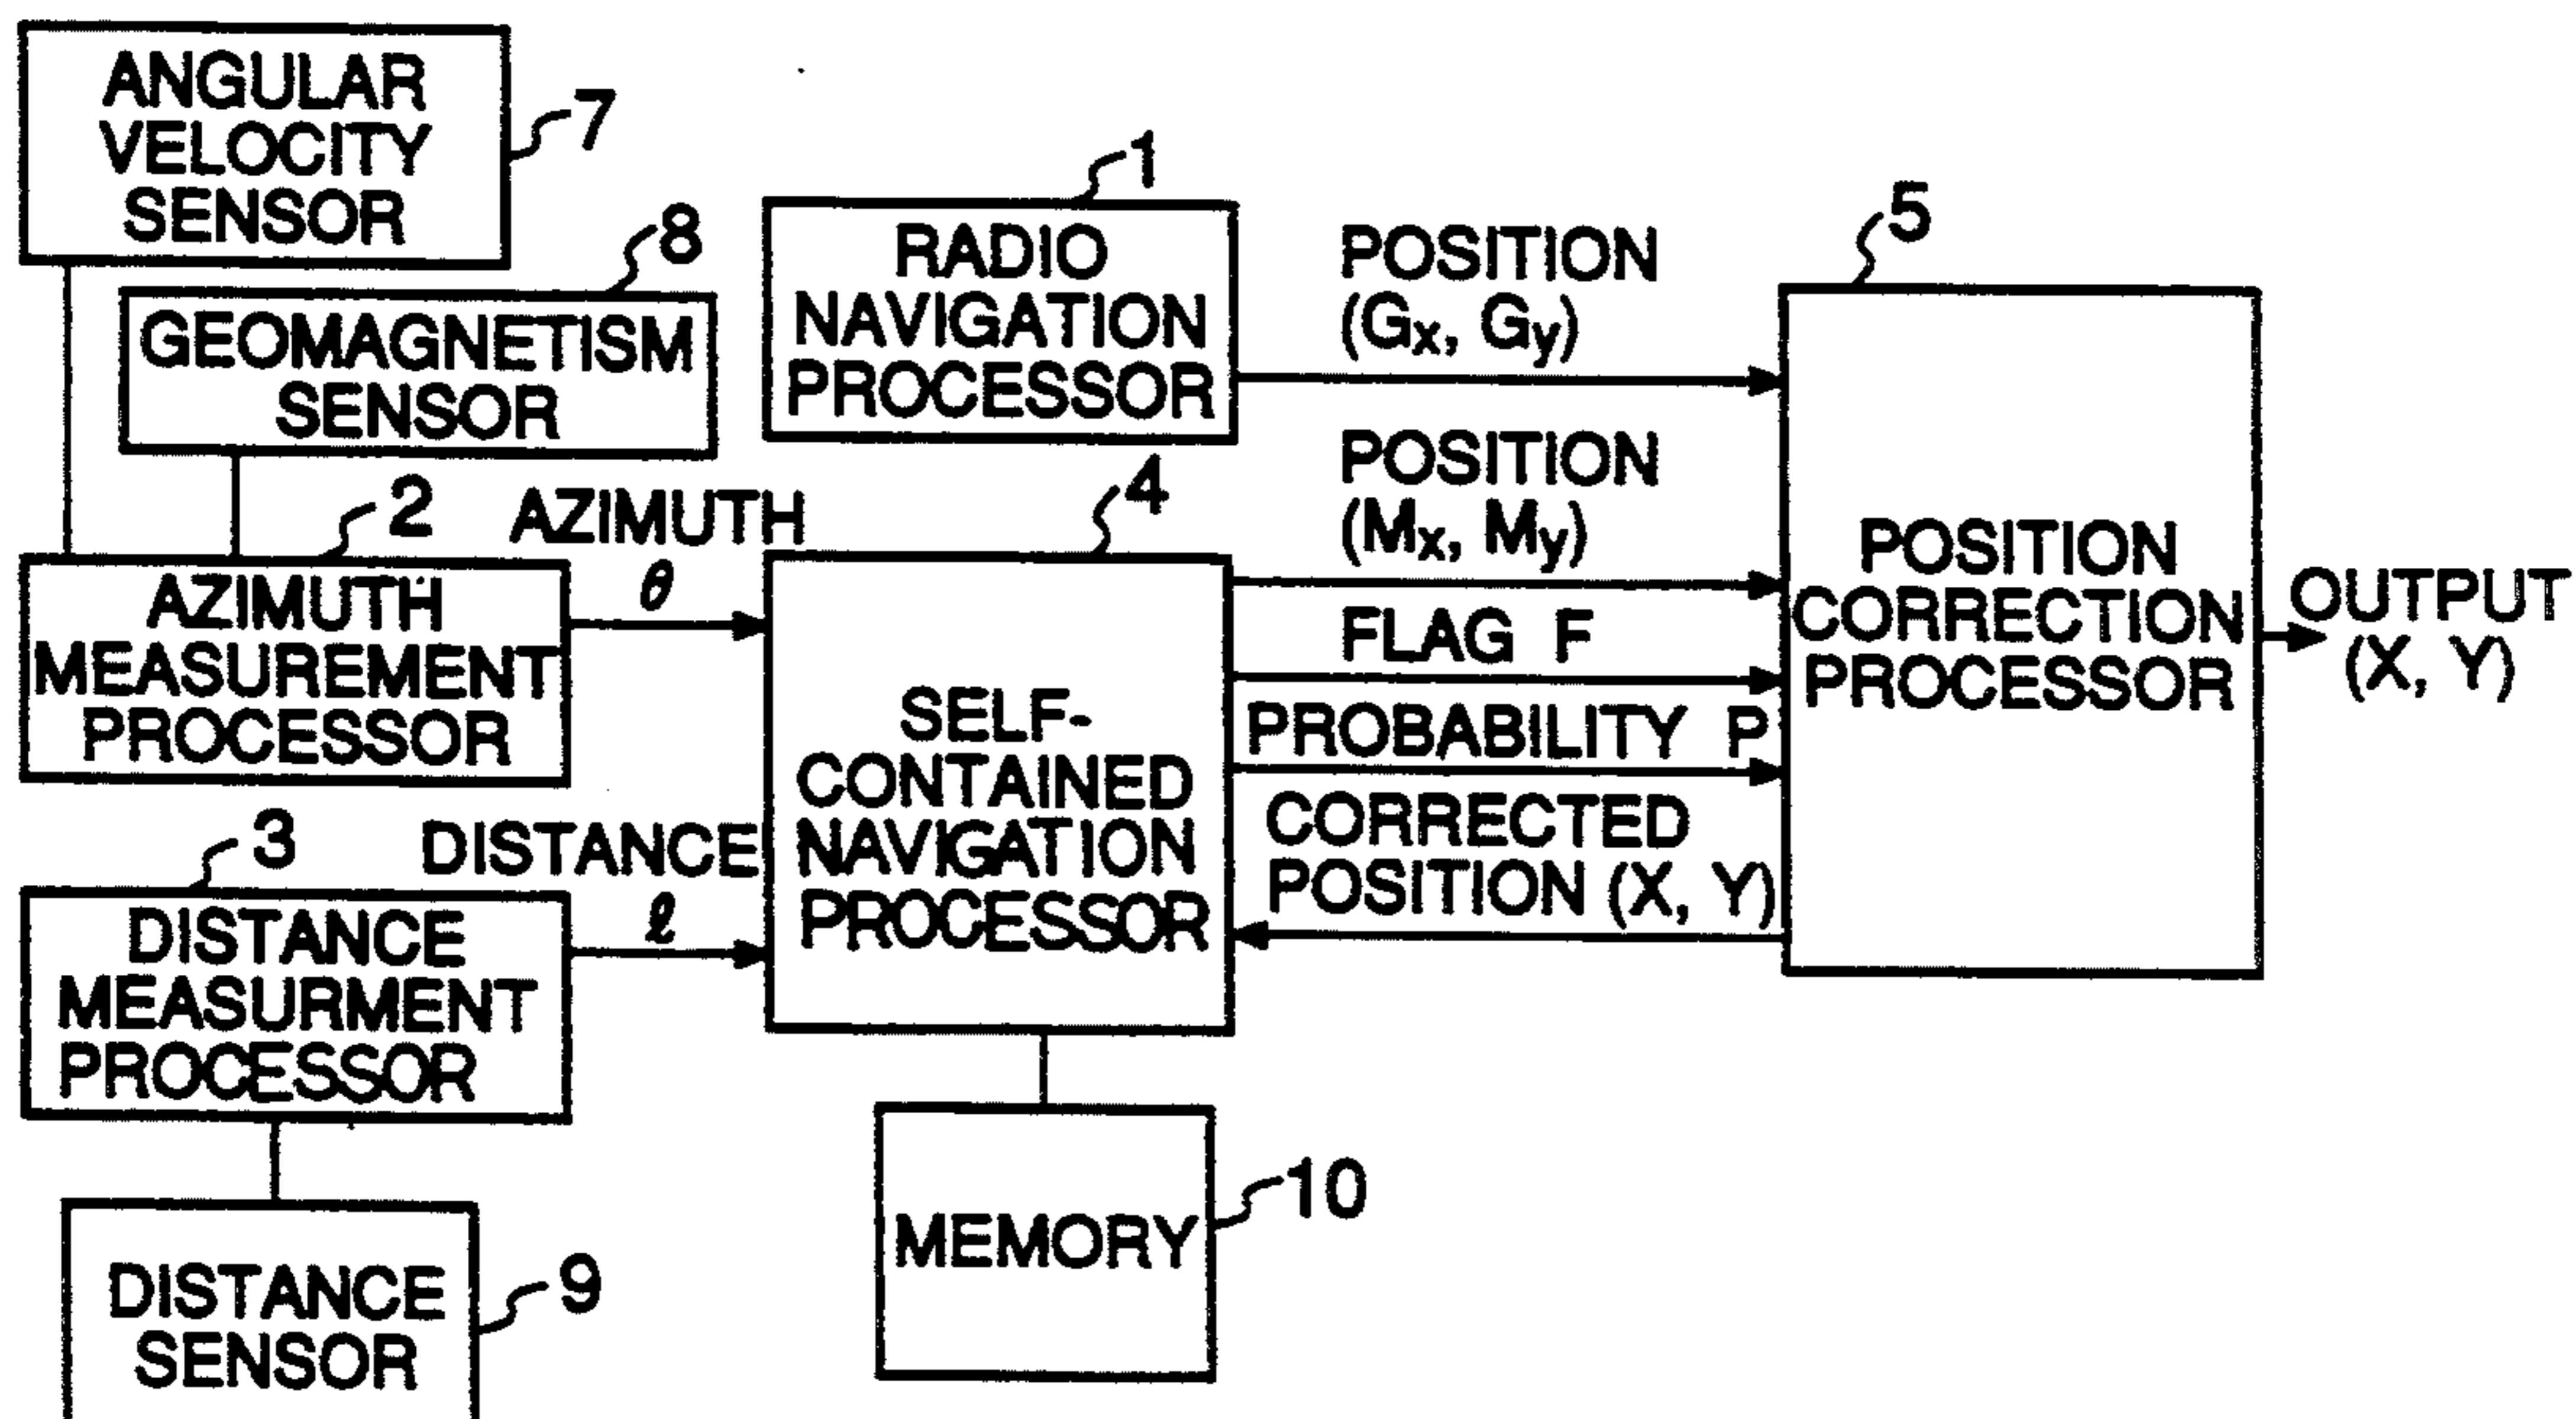 ANGULAR
VELOCITY
SENSOR
7
GEOMAGNETISM
SENSOR
8
1
RADIO
NAVIGATION
PROCESSOR
POSITION
(Gx, Gy)
5
2
AZIMUTH
MEASUREMENT
PROCESSOR
AZIMUTH
θ
4
POSITION
(Mx, My)
FLAG F
PROBABILITY P
CORRECTED
POSITION (X, Y)
POSITION
CORRECTION
PROCESSOR
OUTPUT
(X, Y)
SELF-
CONTAINED
NAVIGATION
PROCESSOR
3
DISTANCE
MEASURMENT
PROCESSOR
DISTANCE
ℓ
MEMORY
10
DISTANCE
SENSOR
9